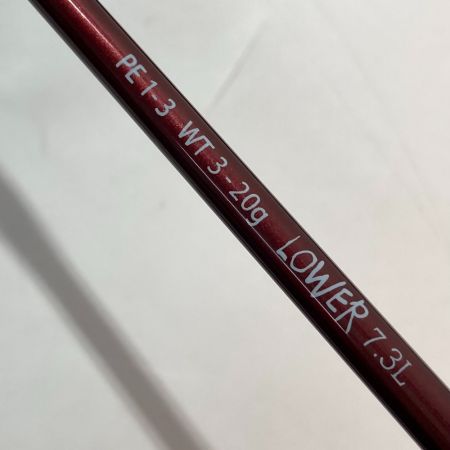 PE 1-3 WT 3-20g LOWER 7.3L